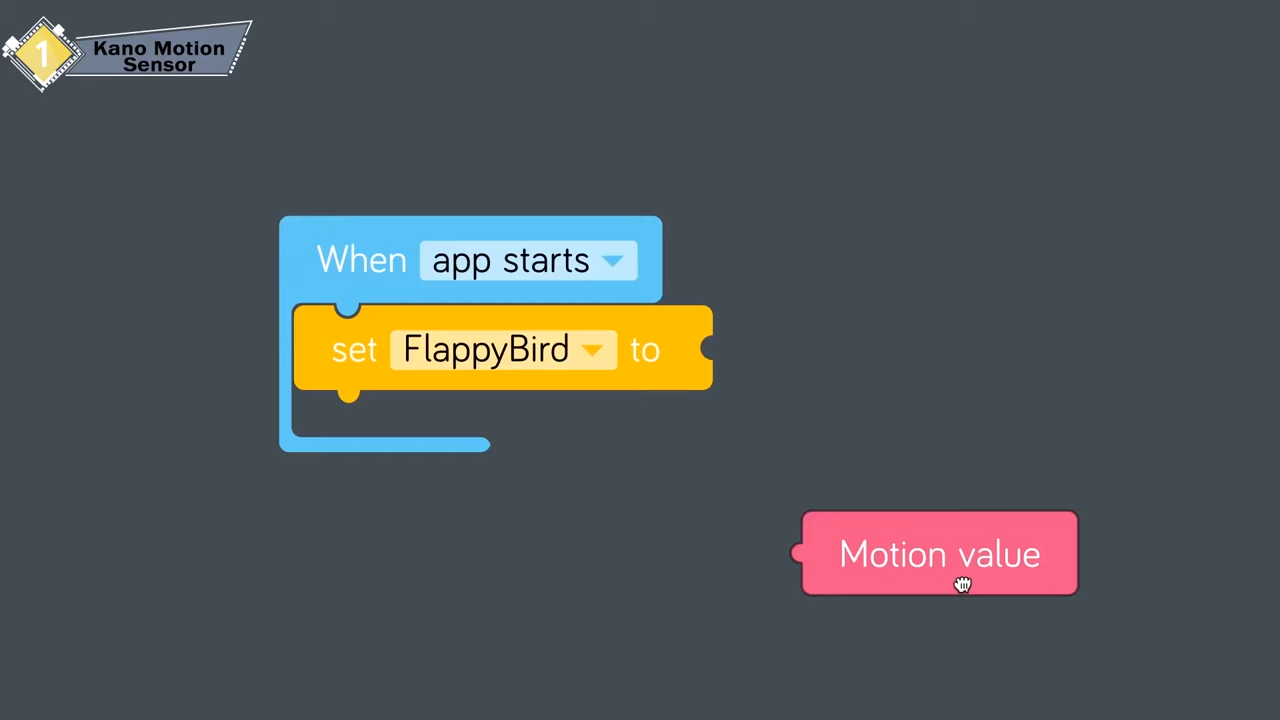 1
Kano Motion
Sensor
When app starts
set FlappyBird to
Motion value